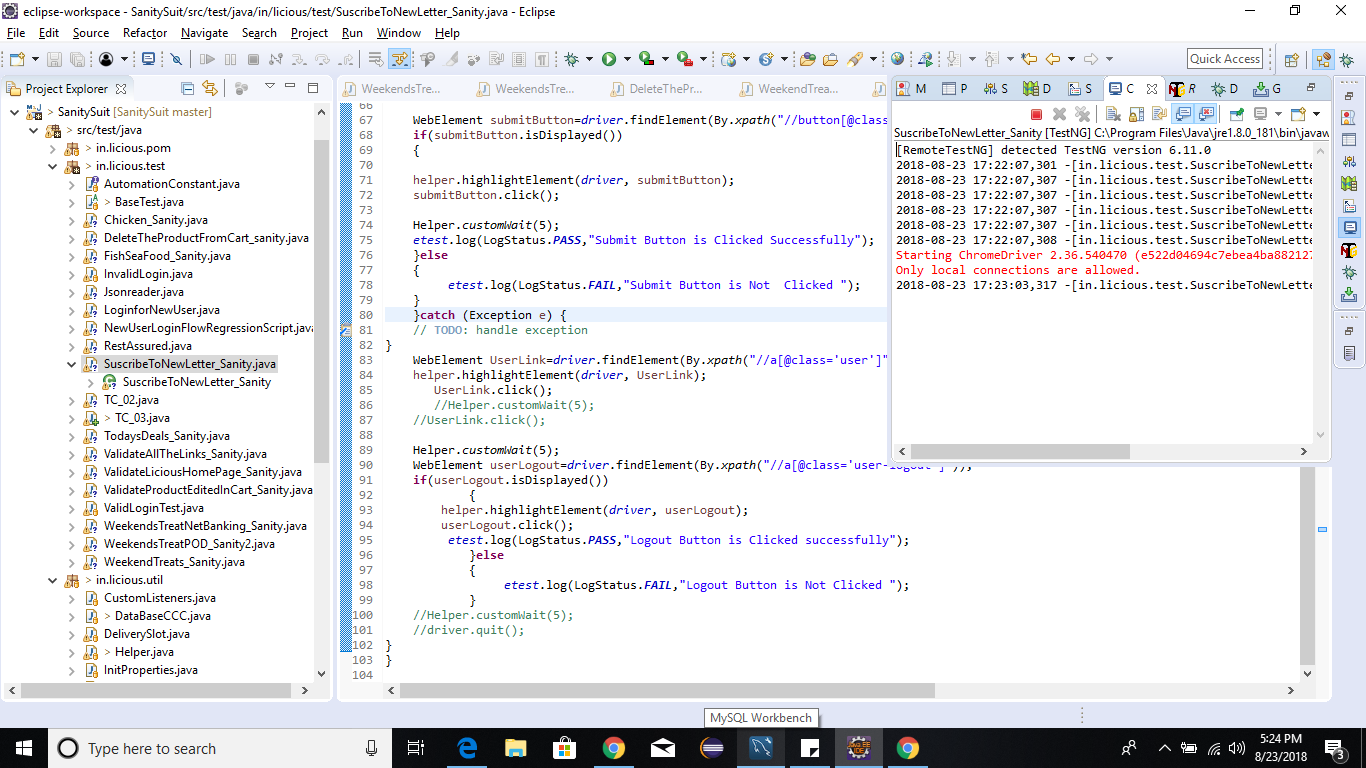 eclipse-workspace - SanitySuit/src/test/java/in/licious/test/SuscribeToNewLetter_Sanity.java - Eclipse
File Edit Source Refactor Navigate Search Project Run Window Help
Quick Access
Project Explorer
> SanitySuit [SanitySuit master]
> src/test/java
> in.licious.pom
> in.licious.test
AutomationConstant.java
> BaseTest.java
Chicken_Sanity.java
DeleteTheProductFromCart_sanity.java
FishSeaFood_Sanity.java
InvalidLogin.java
Jsonreader.java
LoginforNewUser.java
NewUserLoginFlowRegressionScript.java
RestAssured.java
SuscribeToNewLetter_Sanity.java
SuscribeToNewLetter_Sanity
TC_02.java
> TC_03.java
TodaysDeals_Sanity.java
ValidateAllTheLinks_Sanity.java
ValidateLiciousHomePage_Sanity.java
ValidateProductEditedInCart_Sanity.java
ValidLoginTest.java
WeekendsTreatNetBanking_Sanity.java
WeekendsTreatPOD_Sanity2.java
WeekendTreats_Sanity.java
> in.licious.util
CustomListeners.java
> DataBaseCCC.java
DeliverySlot.java
> Helper.java
InitProperties.java
WeekendsTre... WeekendsTre... DeleteThePr... WeekendTrea...
66
67 WebElement submitButton=driver.findElement(By.xpath("//button[@clas
68 if(submitButton.isDisplayed())
69 {
70
71 helper.highlightElement(driver, submitButton);
72 submitButton.click();
73
74 Helper.customWait(5);
75 etest.log(LogStatus.PASS,"Submit Button is Clicked Successfully");
76 }else
77 {
78 etest.log(LogStatus.FAIL,"Submit Button is Not  Clicked ");
79 }
80 }catch (Exception e) {
81 // TODO: handle exception
82 }
83 WebElement UserLink=driver.findElement(By.xpath("//a[@class='user']"
84 helper.highlightElement(driver, UserLink);
85 UserLink.click();
86 //Helper.customWait(5);
87 //UserLink.click();
88
89 Helper.customWait(5);
90 WebElement userLogout=driver.findElement(By.xpath("//a[@class='user-logout']"));
91 if(userLogout.isDisplayed())
92 {
93 helper.highlightElement(driver, userLogout);
94 userLogout.click();
95 etest.log(LogStatus.PASS,"Logout Button is Clicked successfully");
96 }else
97 {
98 etest.log(LogStatus.FAIL,"Logout Button is Not Clicked ");
99 }
100 //Helper.customWait(5);
101 //driver.quit();
102 }
103 }
104
M P S D S C R D G
SuscribeToNewLetter_Sanity [TestNG] C:\Program Files\Java\jre1.8.0_181\bin\javaw
[RemoteTestNG] detected TestNG version 6.11.0
2018-08-23 17:22:07,301 -[in.licious.test.SuscribeToNewLette
2018-08-23 17:22:07,307 -[in.licious.test.SuscribeToNewLette
2018-08-23 17:22:07,307 -[in.licious.test.SuscribeToNewLette
2018-08-23 17:22:07,307 -[in.licious.test.SuscribeToNewLette
2018-08-23 17:22:07,307 -[in.licious.test.SuscribeToNewLette
2018-08-23 17:22:07,308 -[in.licious.test.SuscribeToNewLette
Starting ChromeDriver 2.36.540470 (e522d04694c7ebea4ba882127
Only local connections are allowed.
2018-08-23 17:23:03,317 -[in.licious.test.SuscribeToNewLette
MySQL Workbench
Type here to search
5:24 PM
8/23/2018
3